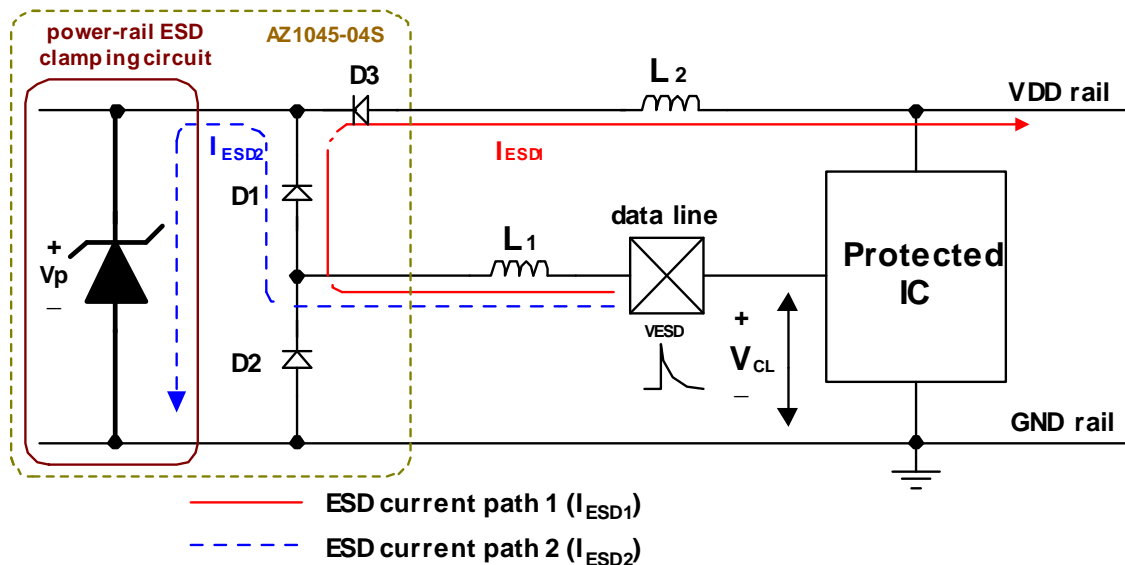 power-rail ESD
clamping circuit
AZ1045-04S
D3
L2
VDD rail
IESD2
IESD1
D1
data line
L1
Protected
IC
+
Vp
_
VESD
+
VCL
_
D2
GND rail
ESD current path 1 (IESD1)
ESD current path 2 (IESD2)